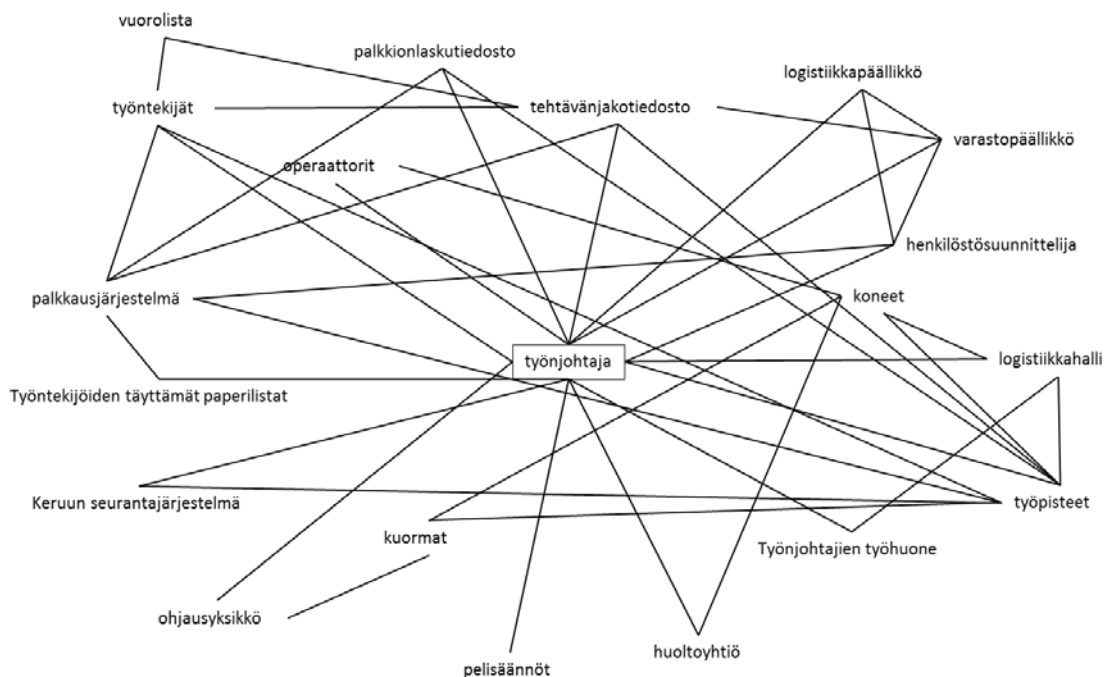 vuorolista
palkkionlaskutiedosto
logistiikkapäällikkö
työntekijät
tehtävänjakotiedosto
varastopäällikkö
operaattorit
henkilöstösuunnittelija
palkkausjärjestelmä
koneet
työnjohtaja
logistiikkahalli
Työntekijöiden täyttämät paperilistat
Keruun seurantajärjestelmä
työpisteet
kuormat
Työnjohtajien työhuone
ohjausyksikkö
huoltoyhtiö
pelisäännöt